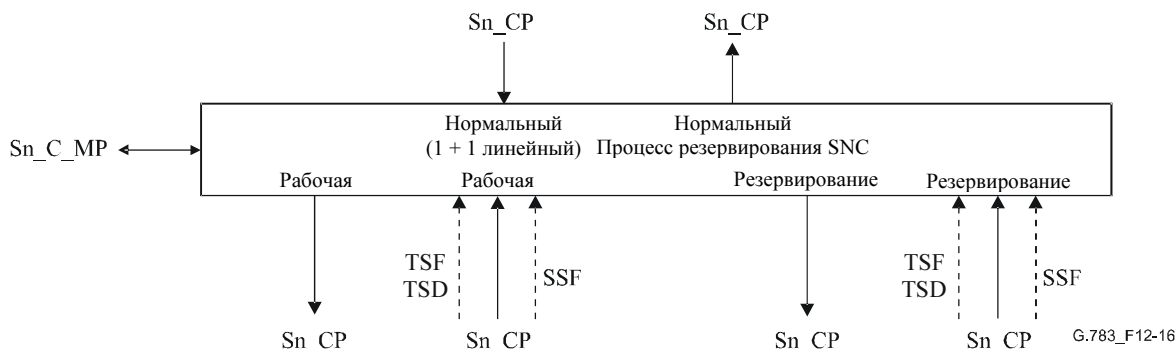 Sn_CP Sn_CP
Нормальный Нормальный
Sn_C_MP (1 + 1 линейный) Процесс резервирования SNC
Рабочая Рабочая Резервирование Резервирование
TSF TSF
TSD SSF TSD SSF
Sn_CP Sn_CP Sn_CP Sn_CP
G.783_F12-16